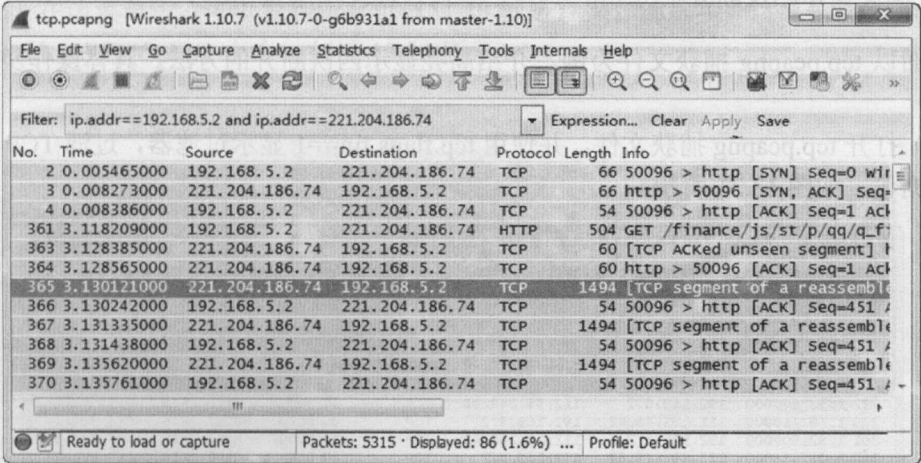 tcp.pcapng [Wireshark 1.10.7 (v1.10.7-0-g6b931a1 from master-1.10)]
File Edit View Go Capture Analyze Statistics Telephony Tools Internals Help
Filter: ip.addr==192.168.5.2 and ip.addr==221.204.186.74 Expression... Clear Apply Save
No. Time Source Destination Protocol Length Info
2 0.005465000 192.168.5.2 221.204.186.74 TCP 66 50096 > http [SYN] Seq=0 Win
3 0.008273000 221.204.186.74 192.168.5.2 TCP 66 http > 50096 [SYN, ACK] Seq=
4 0.008386000 192.168.5.2 221.204.186.74 TCP 54 50096 > http [ACK] Seq=1 Ack
361 3.118209000 192.168.5.2 221.204.186.74 HTTP 504 GET /finance/js/st/p/qq/q_fi
363 3.128385000 221.204.186.74 192.168.5.2 TCP 60 [TCP ACKed unseen segment] h
364 3.128565000 221.204.186.74 192.168.5.2 TCP 60 http > 50096 [ACK] Seq=1 Ack
365 3.130121000 221.204.186.74 192.168.5.2 TCP 1494 [TCP segment of a reassemble
366 3.130242000 192.168.5.2 221.204.186.74 TCP 54 50096 > http [ACK] Seq=451 A
367 3.131335000 221.204.186.74 192.168.5.2 TCP 1494 [TCP segment of a reassemble
368 3.131438000 192.168.5.2 221.204.186.74 TCP 54 50096 > http [ACK] Seq=451 A
369 3.135620000 221.204.186.74 192.168.5.2 TCP 1494 [TCP segment of a reassemble
370 3.135761000 192.168.5.2 221.204.186.74 TCP 54 50096 > http [ACK] Seq=451 A
Ready to load or capture Packets: 5315 · Displayed: 86 (1.6%) ... Profile: Default